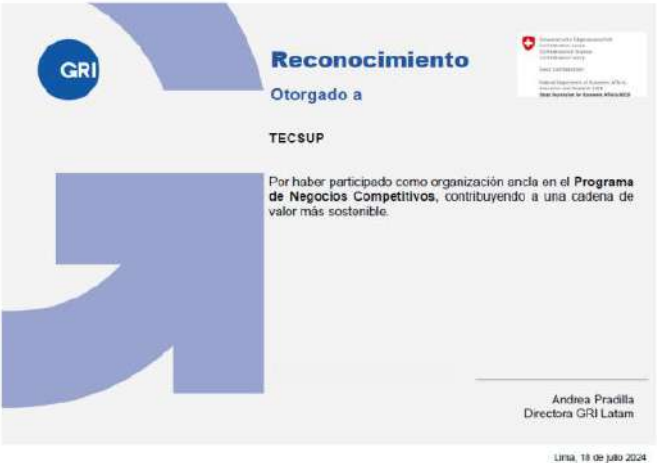 GRI
Reconocimiento
Otorgado a
TECSUP
Por haber participado como organización ancla en el Programa
de Negocios Competitivos, contribuyendo a una cadena de
valor más sostenible.
Andrea Pradilla
Directora GRI Latam
Lima, 18 de julio 2024